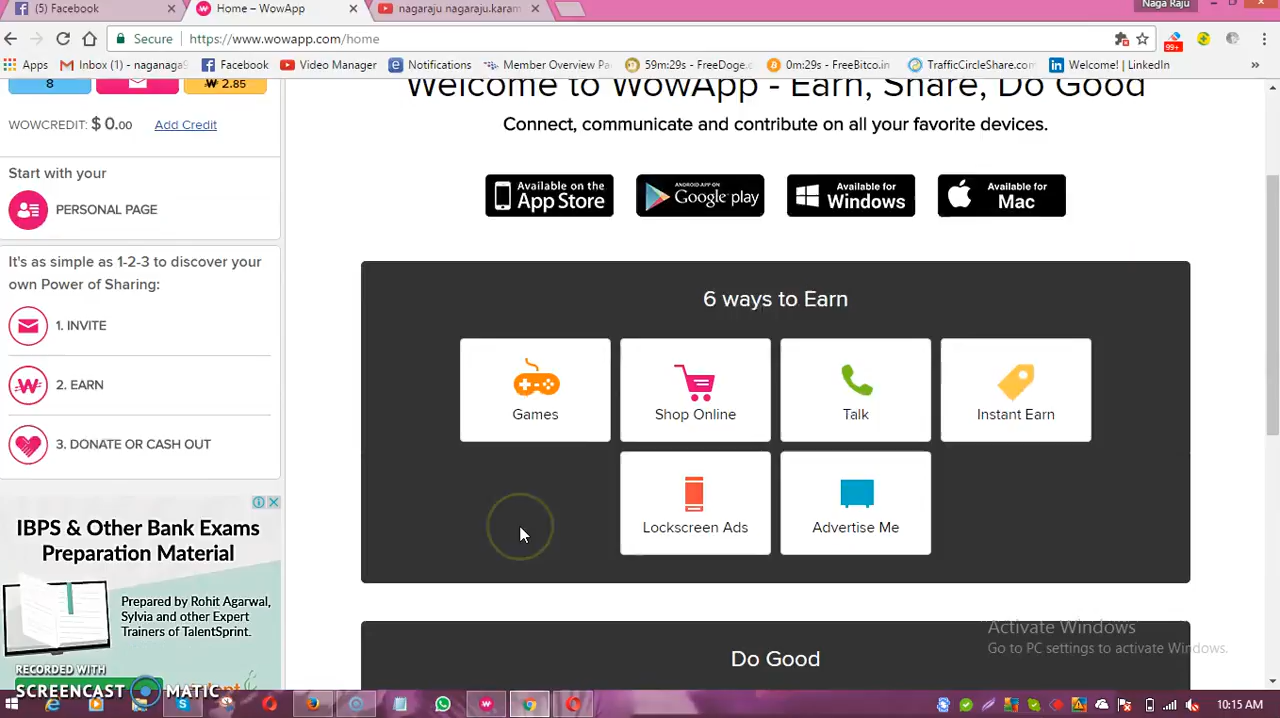 (1) Facebook
Home – WowApp
nagaraju nagaraju.karam
Naga Raju
Secure
https://www.wowapp.com/home
99+
Apps
Inbox (1) - naganag
Facebook
Video Manager
Notifications
Member Overview Pa
59m:29s - FreeDoge.c
0m:29s - FreeBitco.in
TrafficCircleShare.com
Welcome! | LinkedIn
»
8
2.85
WOWCREDIT: $ 0.00
Add Credit
Start with your
PERSONAL PAGE
It's as simple as 1-2-3 to discover your
own Power of Sharing:
1. INVITE
2. EARN
3. DONATE OR CASH OUT
IBPS & Other Bank Exams
Preparation Material
Prepared by Rohit Agarwal,
Sylvia and other Expert
Trainers of TalentSprint.
RECORDED WITH
SCREENCAST MATIC
Welcome to WowApp - Earn, Share, Do Good
Connect, communicate and contribute on all your favorite devices.
Available on the
App Store
ANDROID APP ON
Google play
Available for
Windows
Available for
Mac
6 ways to Earn
Games
Shop Online
Talk
Instant Earn
Lockscreen Ads
Advertise Me
Do Good
Activate Windows
Go to PC settings to activate Windows.
10:15 AM